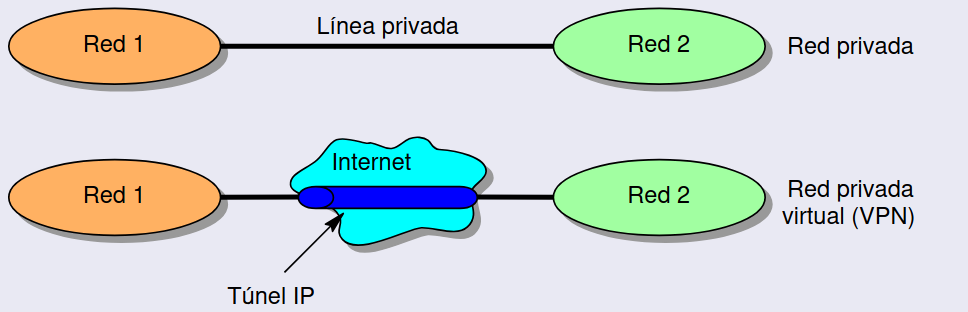 Línea privada
Red 1
Red 2
Red privada
Internet
Red 1
Red 2
Red privada
virtual (VPN)
Túnel IP